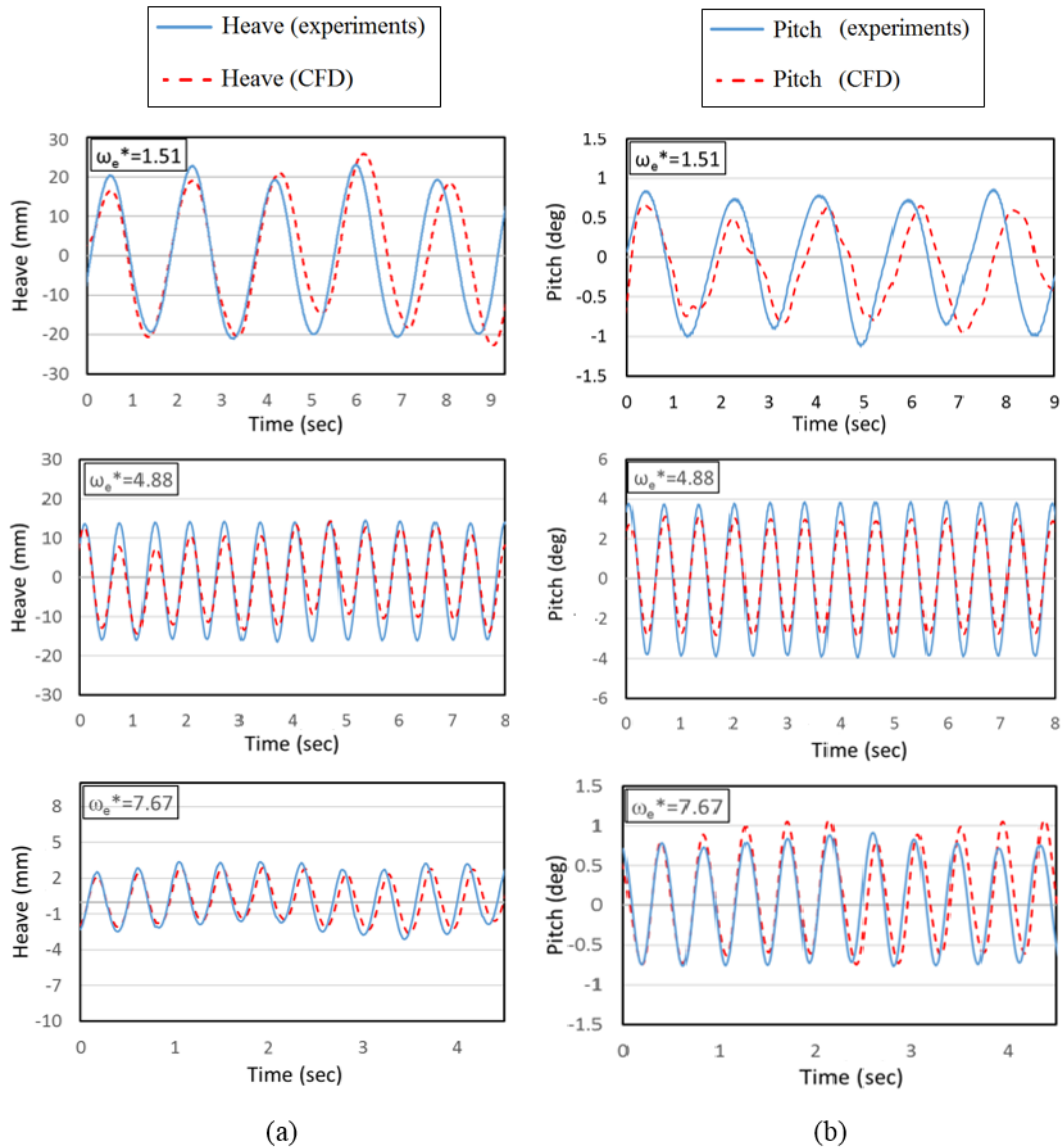 Heave (experiments)
Heave (CFD)
Pitch (experiments)
Pitch (CFD)
ωe*=1.51
Heave (mm)
30
20
10
0
-10
-20
-30
0 1 2 3 4 5 6 7 8 9
Time (sec)
ωe*=1.51
Pitch (deg)
1.5
1
0.5
0
-0.5
-1
-1.5
0 1 2 3 4 5 6 7 8 9
Time (sec)
ωe*=4.88
Heave (mm)
30
20
10
0
-10
-20
-30
0 1 2 3 4 5 6 7 8
Time (sec)
ωe*=4.88
Pitch (deg)
6
4
2
0
-2
-4
-6
0 1 2 3 4 5 6 7 8
Time (sec)
ωe*=7.67
Heave (mm)
8
5
2
-1
-4
-7
-10
0 1 2 3 4
Time (sec)
ωe*=7.67
Pitch (deg)
1.5
1
0.5
0
-0.5
-1
-1.5
0 1 2 3 4
Time (sec)
(a)
(b)